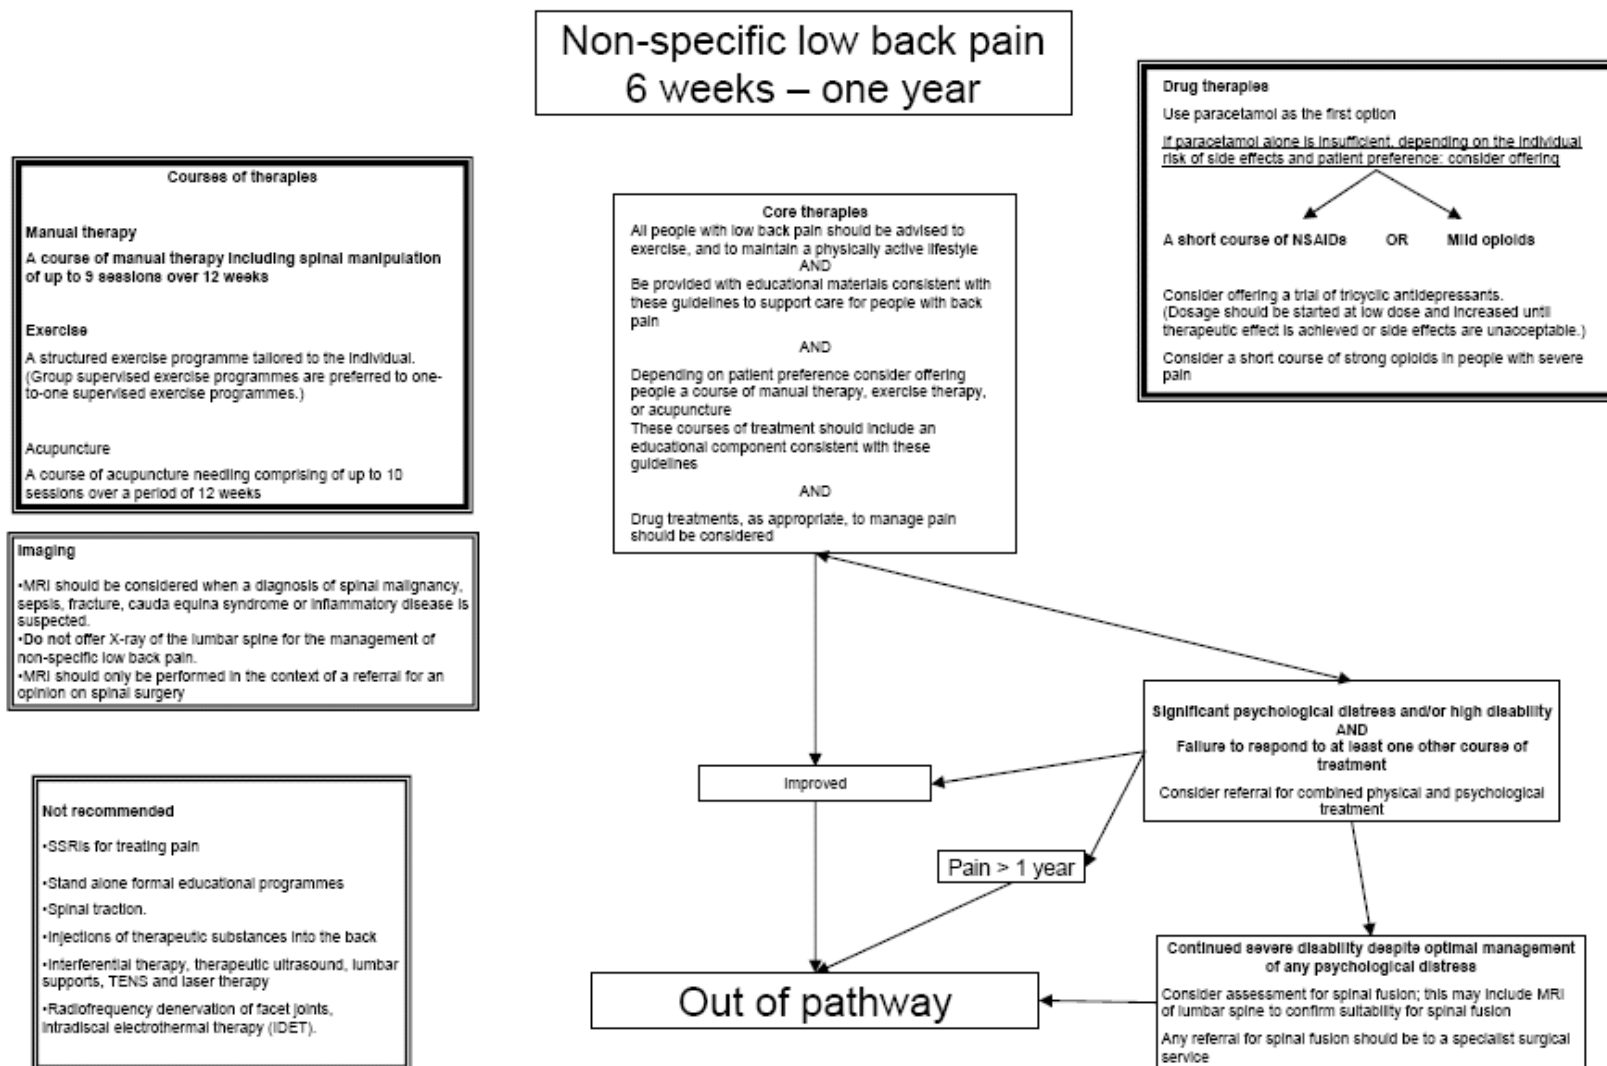 Non-specific low back pain
6 weeks – one year
Drug therapies
Use paracetamol as the first option
If paracetamol alone is insufficient, depending on the individual
risk of side effects and patient preference: consider offering
A short course of NSAIDs OR Mild opioids
Consider offering a trial of tricyclic antidepressants.
(Dosage should be started at low dose and increased until
therapeutic effect is achieved or side effects are unacceptable.)
Consider a short course of strong opioids in people with severe
pain
Courses of therapies
Manual therapy
A course of manual therapy including spinal manipulation
of up to 9 sessions over 12 weeks
Exercise
A structured exercise programme tailored to the individual.
(Group supervised exercise programmes are preferred to one-
to-one supervised exercise programmes.)
Acupuncture
A course of acupuncture needling comprising of up to 10
sessions over a period of 12 weeks
Core therapies
All people with low back pain should be advised to
exercise, and to maintain a physically active lifestyle
AND
Be provided with educational materials consistent with
these guidelines to support care for people with back
pain
AND
Depending on patient preference consider offering
people a course of manual therapy, exercise therapy,
or acupuncture
These courses of treatment should include an
educational component consistent with these
guidelines
AND
Drug treatments, as appropriate, to manage pain
should be considered
Imaging
•MRI should be considered when a diagnosis of spinal malignancy,
sepsis, fracture, cauda equina syndrome or inflammatory disease is
suspected.
•Do not offer X-ray of the lumbar spine for the management of
non-specific low back pain.
•MRI should only be performed in the context of a referral for an
opinion on spinal surgery
Significant psychological distress and/or high disability
AND
Failure to respond to at least one other course of
treatment
Consider referral for combined physical and psychological
treatment
Improved
Pain > 1 year
Not recommended
•SSRIs for treating pain
•Stand alone formal educational programmes
•Spinal traction.
•Injections of therapeutic substances into the back
•Interferential therapy, therapeutic ultrasound, lumbar
supports, TENS and laser therapy
•Radiofrequency denervation of facet joints,
intradiscal electrothermal therapy (IDET).
Out of pathway
Continued severe disability despite optimal management
of any psychological distress
Consider assessment for spinal fusion; this may include MRI
of lumbar spine to confirm suitability for spinal fusion
Any referral for spinal fusion should be to a specialist surgical
service